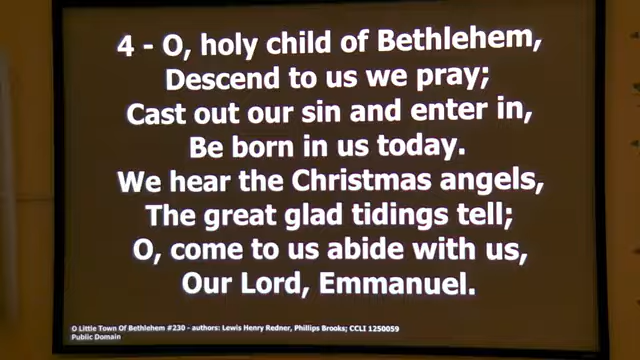 4 - O, holy child of Bethlehem,
Descend to us we pray;
Cast out our sin and enter in,
Be born in us today.
We hear the Christmas angels,
The great glad tidings tell;
O, come to us abide with us,
Our Lord, Emmanuel.
O Little Town Of Bethlehem #230 - authors: Lewis Henry Redner, Phillips Brooks; CCLI 1250059
Public Domain